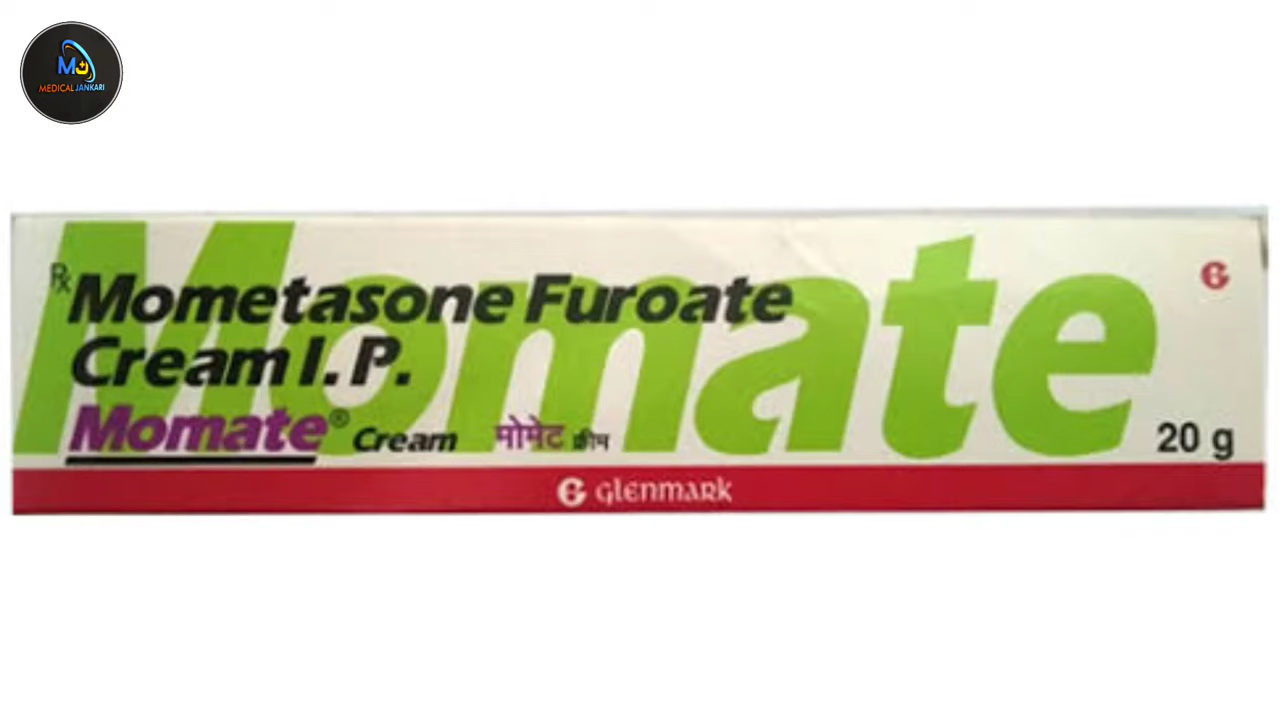 MEDICAL JANKARI
Momate
Rx Mometasone Furoate
Cream I. P.
Momate® Cream मोमेट क्रीम
20 g
GLENMARK